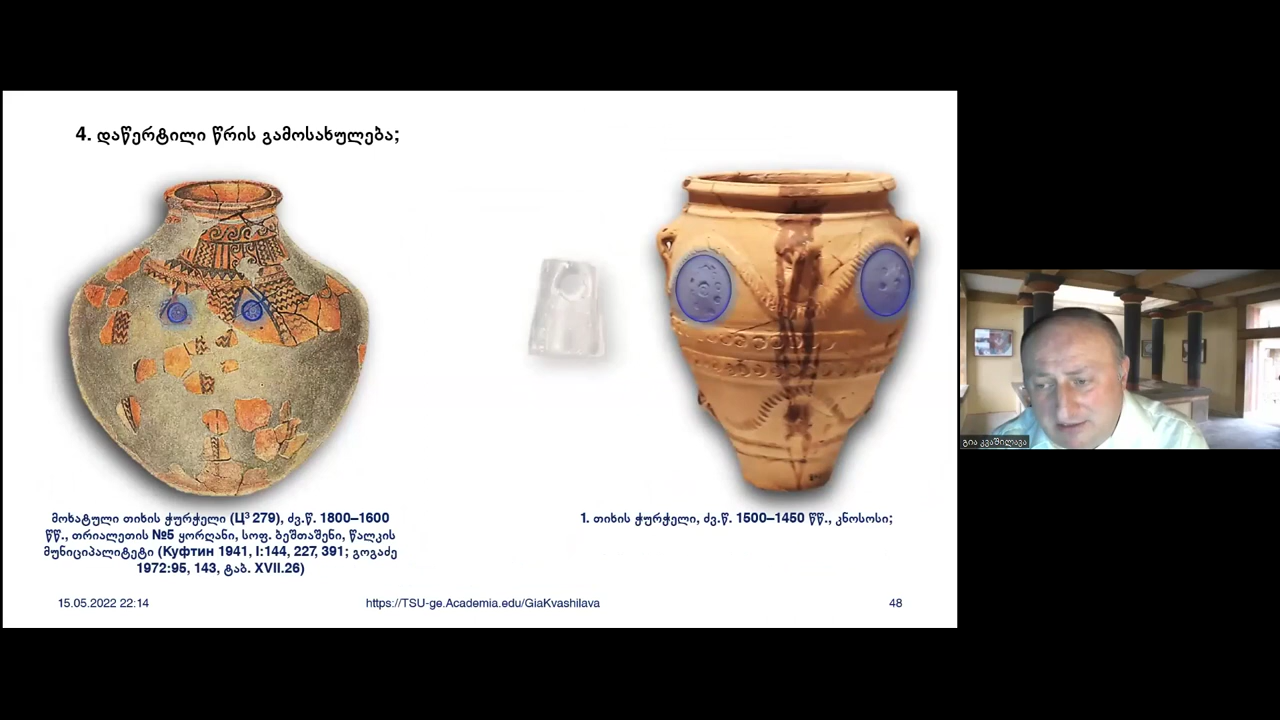 4. დაწერტილი წრის გამოსახულება;
მოხატული თიხის ჭურჭელი (Ц³ 279), ძვ.წ. 1800–1600
წწ., თრიალეთის №5 ყორღანი, სოფ. ბეშთაშენი, წალკის
მუნიციპალიტეტი (Куфтин 1941, I:144, 227, 391; გოგაძე
1972:95, 143, ტაბ. XVII.26)
1. თიხის ჭურჭელი, ძვ.წ. 1500–1450 წწ., კნოსოსი;
15.05.2022 22:14
https://TSU-ge.Academia.edu/GiaKvashilava
48
გია კვაშილავა